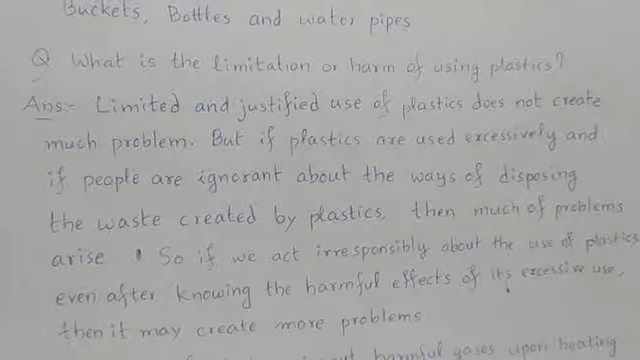 Buckets, Bottles and water pipes
Q What is the limitation or harm of using plastics?
Ans:- Limited and justified use of plastics does not create
much problem. But if plastics are used excessively and
if people are ignorant about the ways of disposing
the waste created by plastics, then much of problems
arise. So if we act irresponsibly about the use of plastics
even after knowing the harmful effects of its excessive use,
then it may create more problems
harmful gases upon heating